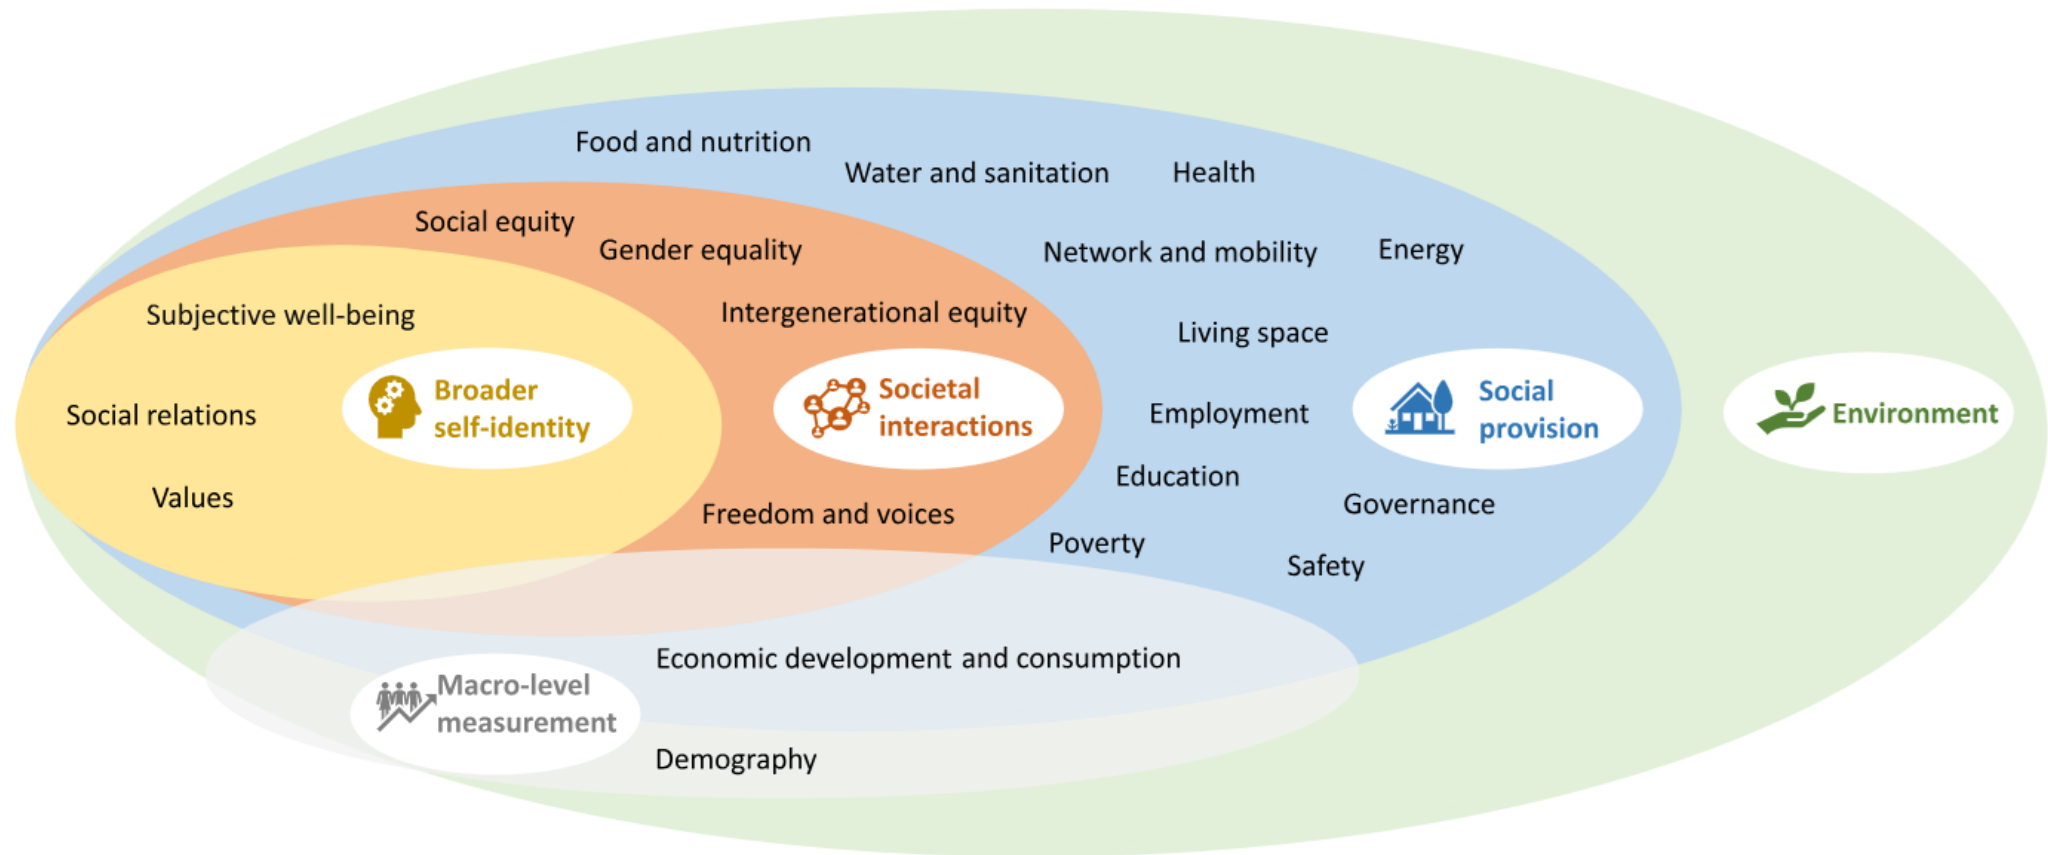 Food and nutrition
Water and sanitation
Health
Social equity
Gender equality
Network and mobility
Energy
Subjective well-being
Intergenerational equity
Living space
Broader
self-identity
Societal
interactions
Social
provision
Environment
Social relations
Employment
Education
Values
Freedom and voices
Governance
Poverty
Safety
Economic development and consumption
Macro-level
measurement
Demography